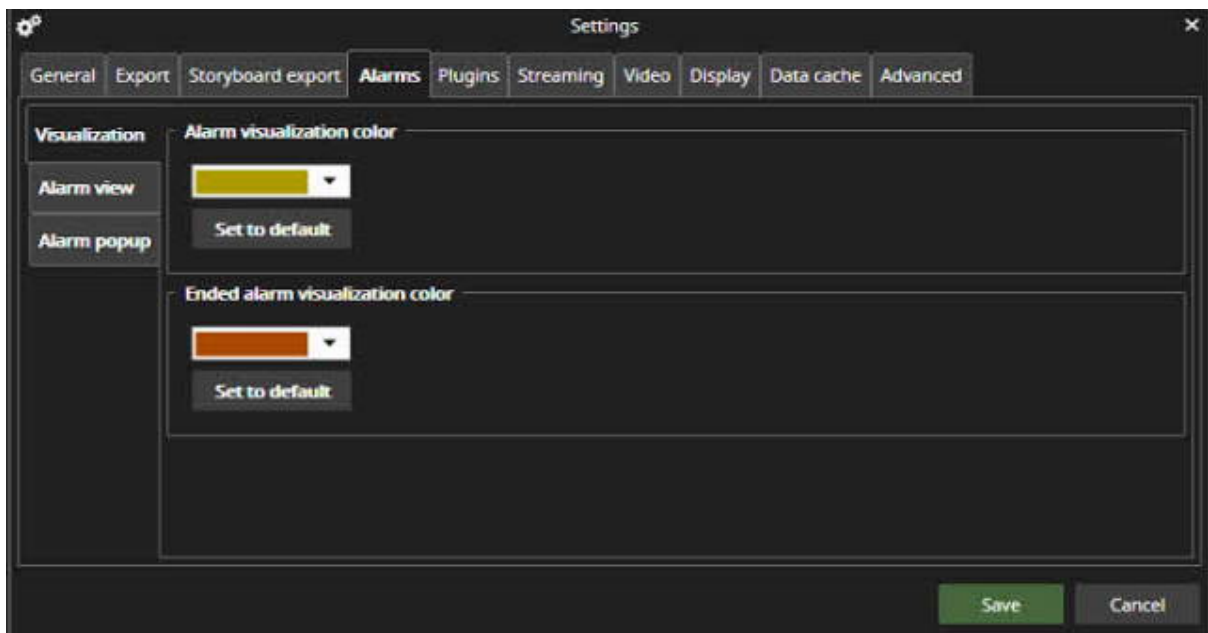 Settings
General Export Storyboard export Alarms Plugins Streaming Video Display Data cache Advanced
Visualization
Alarm view
Alarm popup
Alarm visualization color
Set to default
Ended alarm visualization color
Set to default
Save Cancel